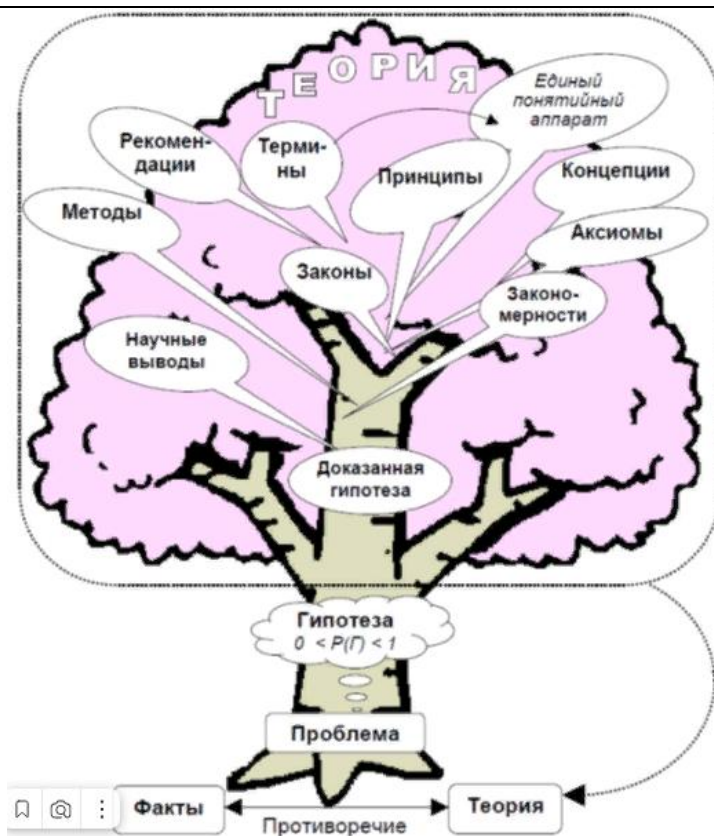 ТЕОРИЯ
Единый
понятийный
аппарат
Рекомен-
дации
Терми-
ны
Принципы
Концепции
Методы
Аксиомы
Законы
Законо-
мерности
Научные
выводы
Доказанная
гипотеза
Гипотеза
0 < P(Г) < 1
Проблема
Факты
Противоречие
Теория